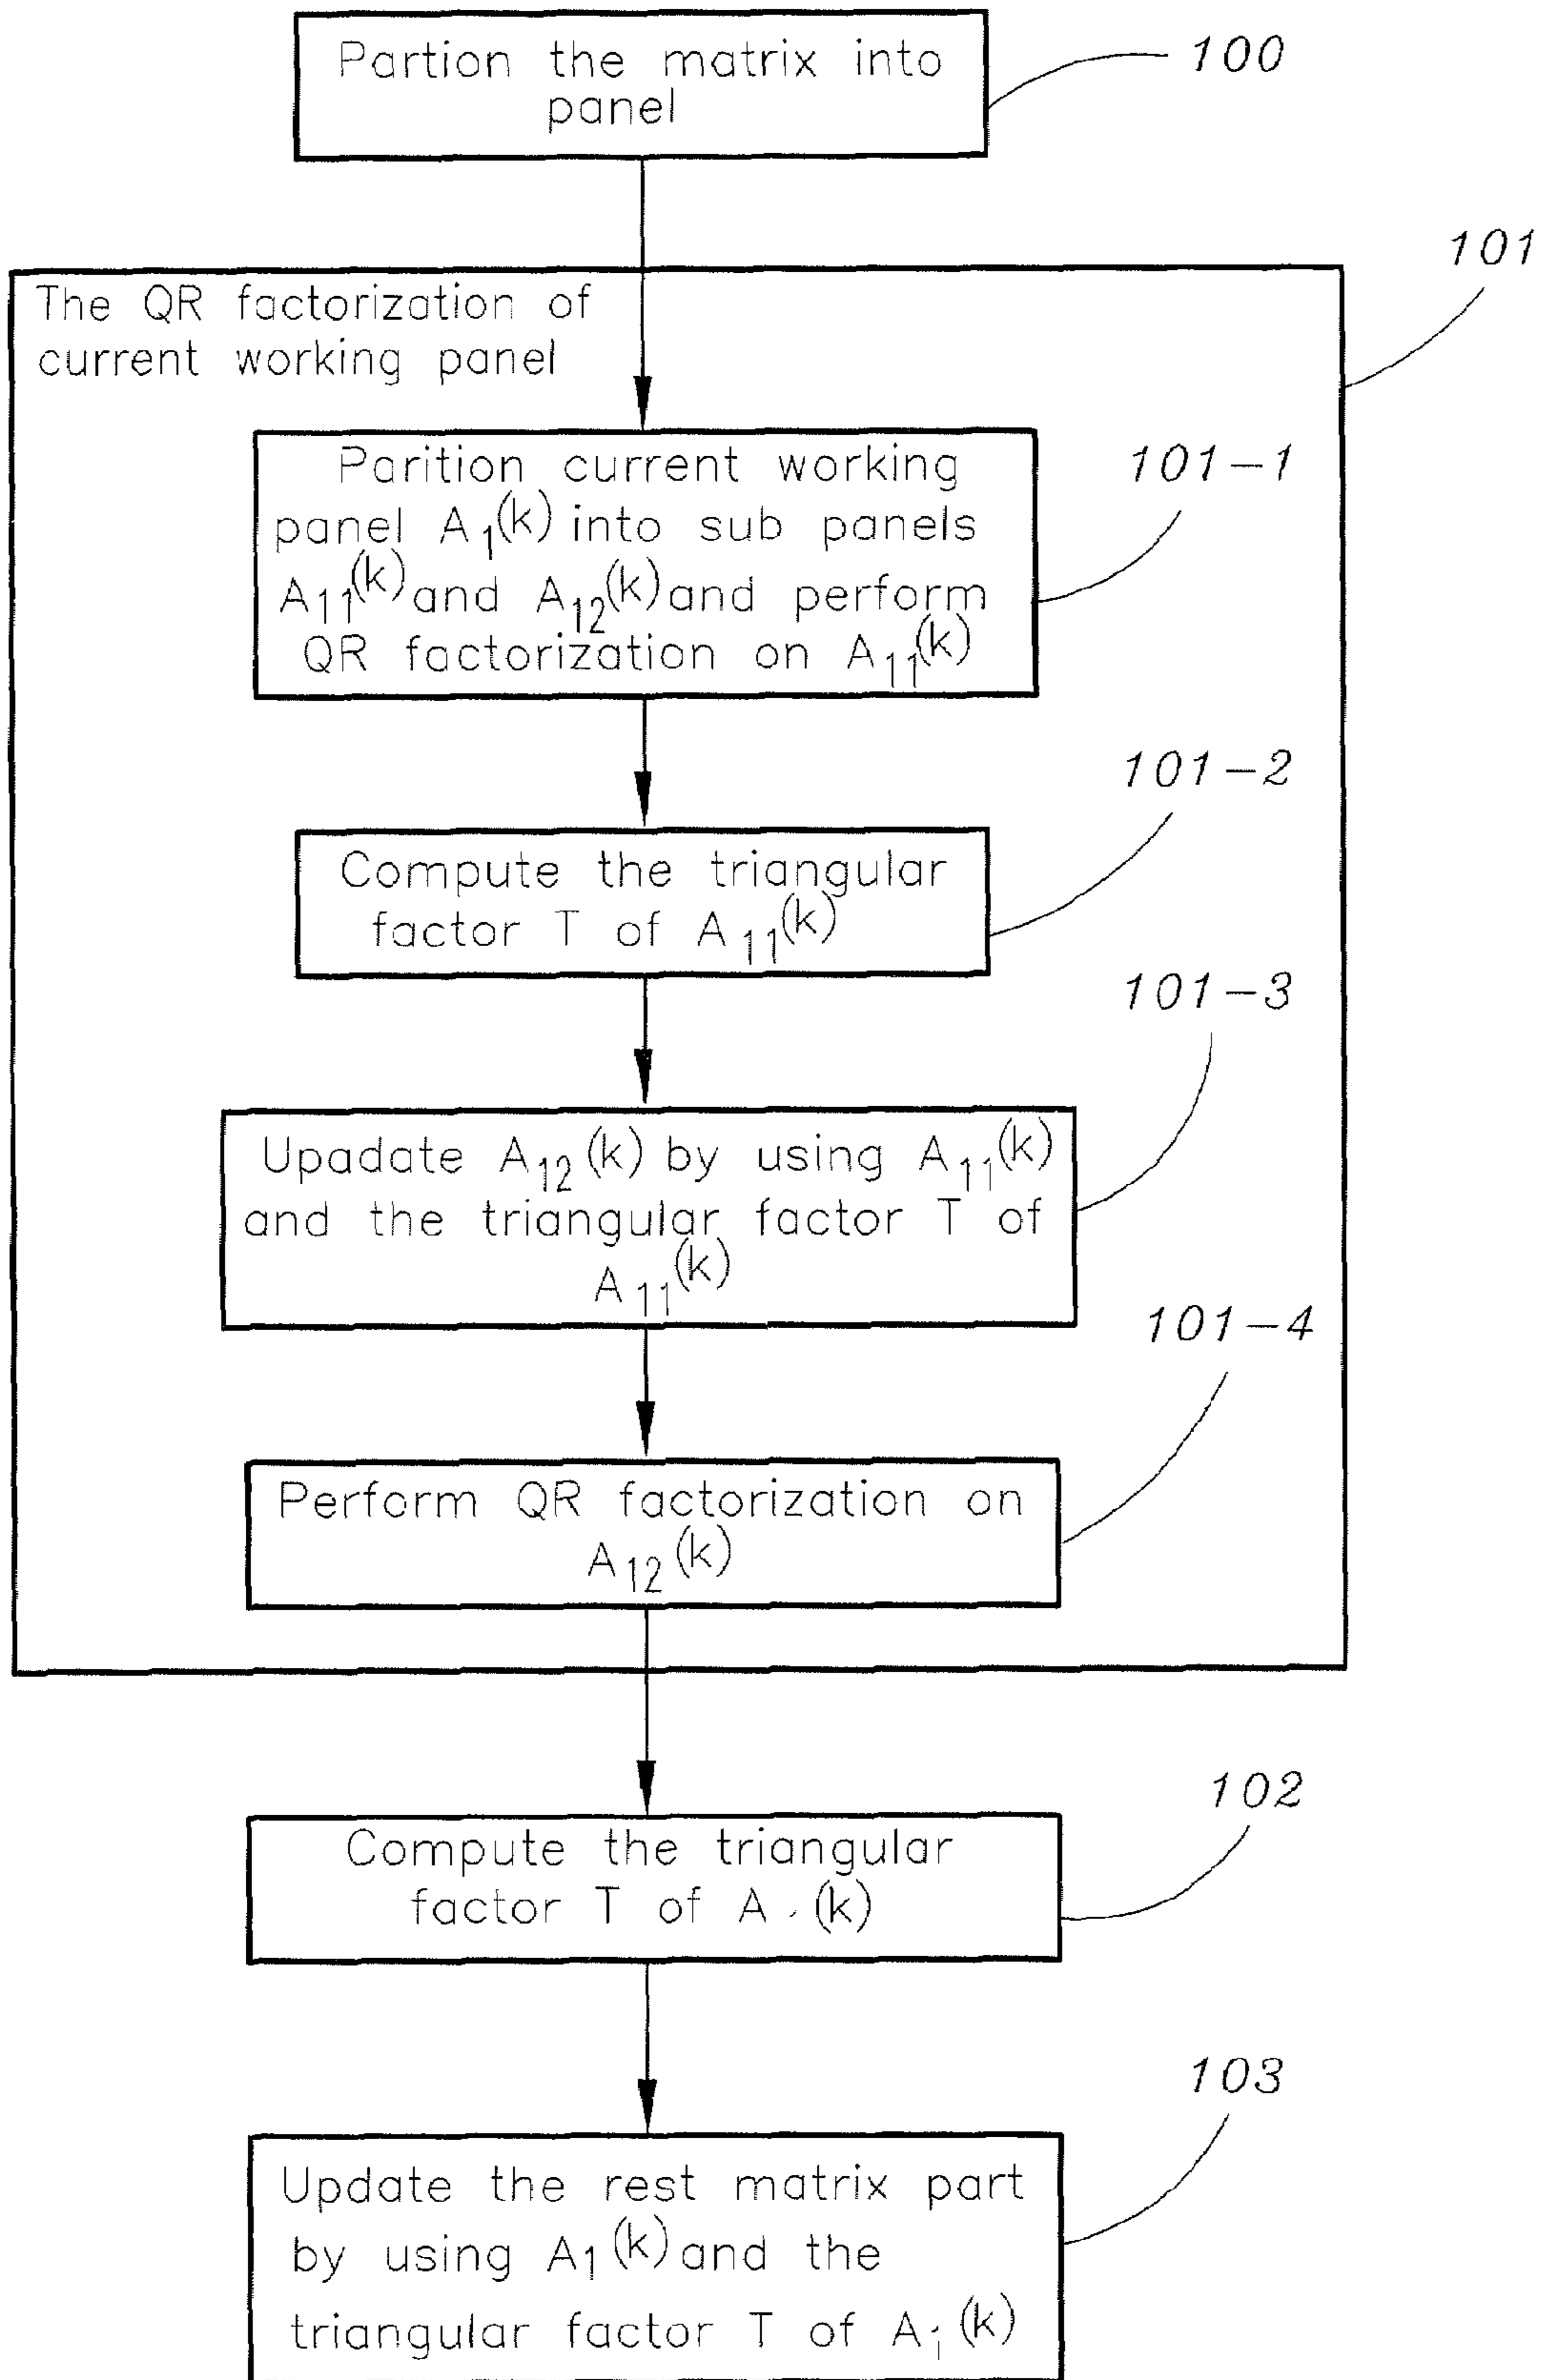 Partion the matrix into
panel
100
101
The QR factorization of
current working panel
Parition current working
panel A₁(k) into sub panels
A₁₁(k) and A₁₂(k) and perform
QR factorization on A₁₁(k)
101-1
Compute the triangular
factor T of A₁₁(k)
101-2
Upadate A₁₂(k) by using A₁₁(k)
and the triangular factor T of
A₁₁(k)
101-3
Perform QR factorization on
A₁₂(k)
101-4
Compute the triangular
factor T of A (k)
102
Update the rest matrix part
by using A₁(k) and the
triangular factor T of A₁(k)
103